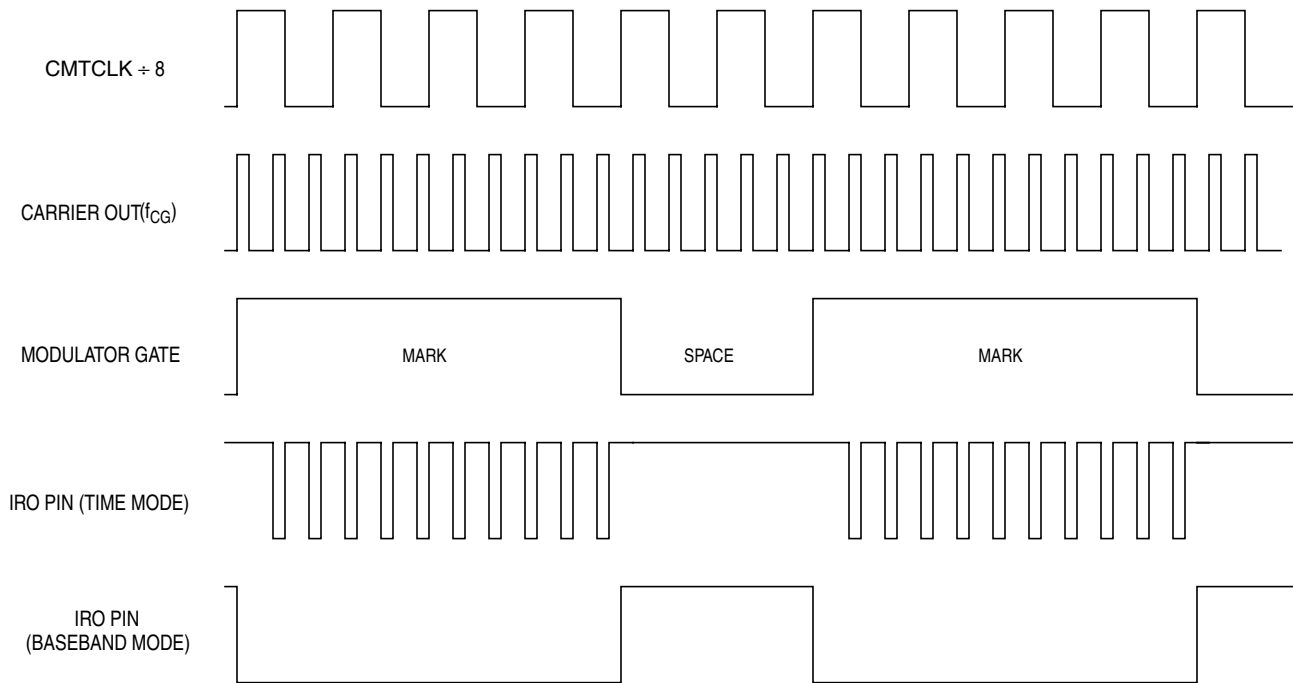 CMTCLK ÷ 8
CARRIER OUT(fCG)
MODULATOR GATE
MARK
SPACE
MARK
IRO PIN (TIME MODE)
IRO PIN
(BASEBAND MODE)